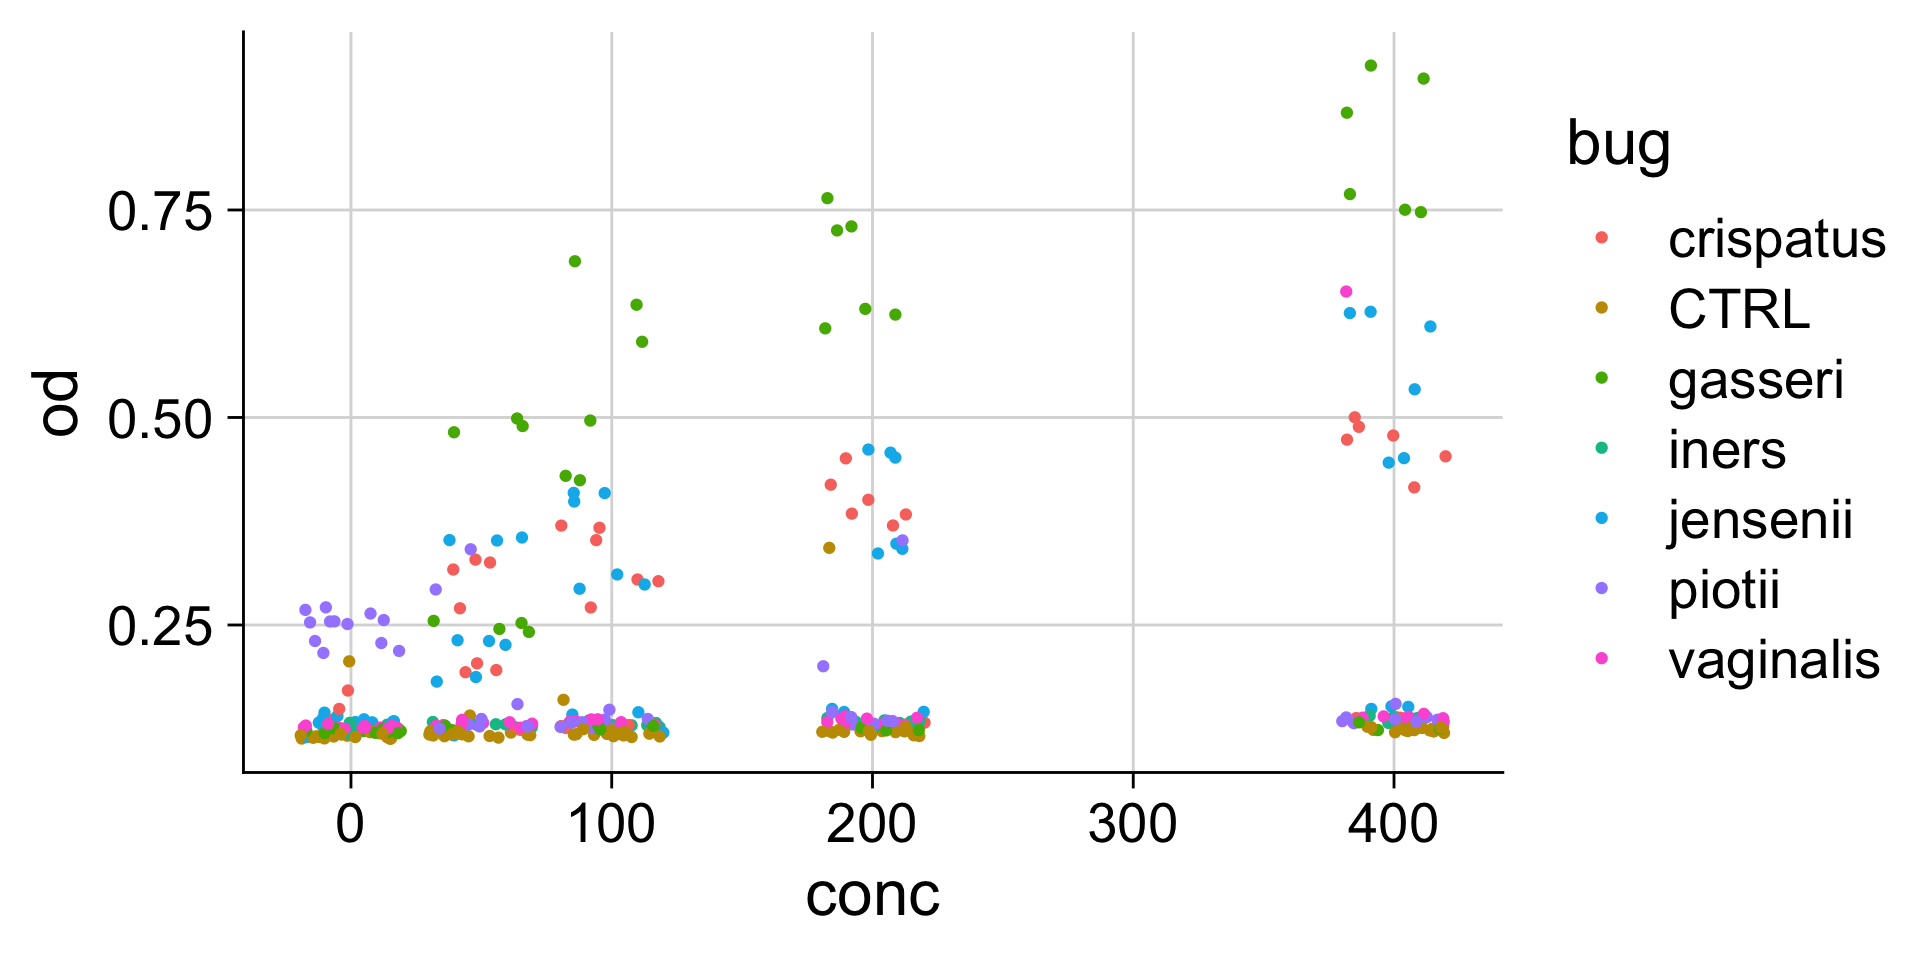 0.75
0.50
0.25
od
0 100 200 300 400
conc
bug
crispatus
CTRL
gasseri
iners
jensenii
piotii
vaginalis